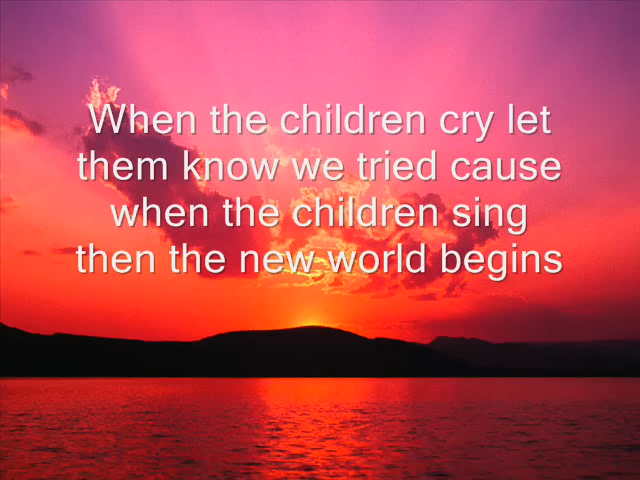 When the children cry let
them know we tried cause
when the children sing
then the new world begins